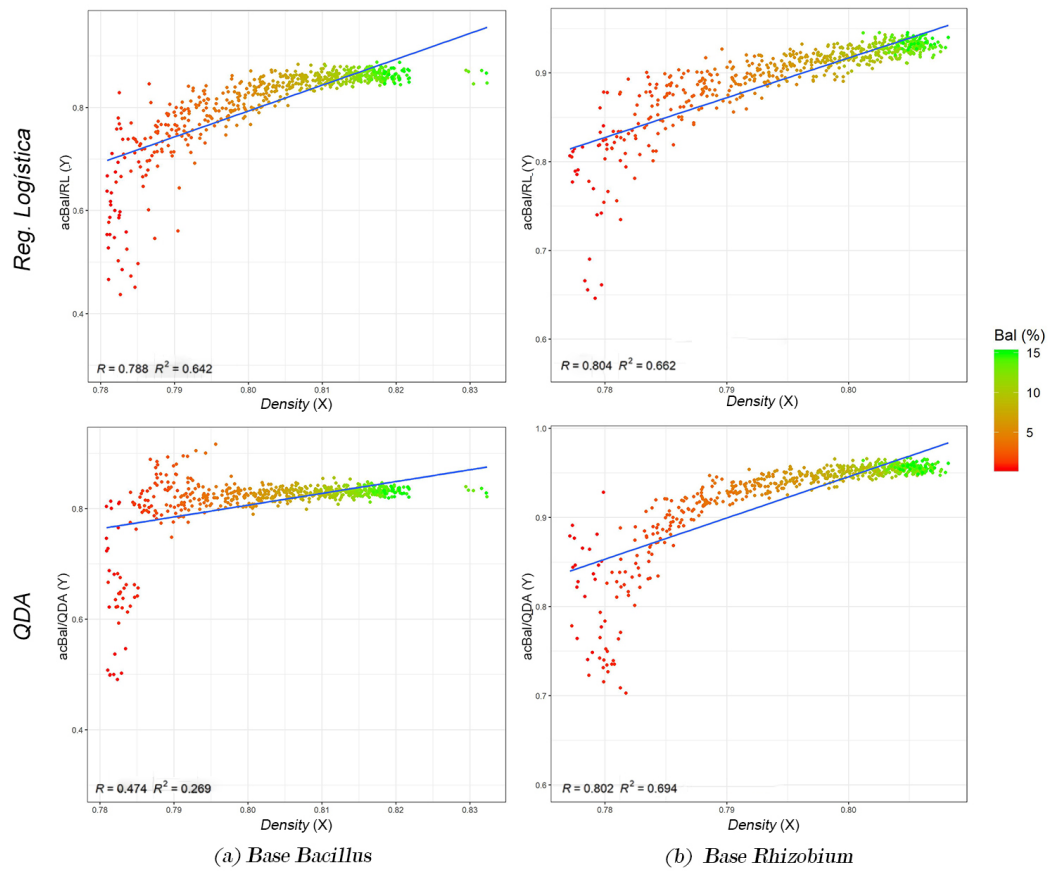 Reg. Logística
acBal/RL (Y)
0.8
0.6
0.4
R = 0.788 R² = 0.642
0.78 0.79 0.80 0.81 0.82 0.83
Density (X)
acBal/RL (Y)
0.9
0.8
0.7
0.6
R = 0.804 R² = 0.662
0.78 0.79 0.80
Density (X)
Bal (%)
15
10
5
QDA
acBal/QDA (Y)
0.8
0.6
0.4
R = 0.474 R² = 0.269
0.78 0.79 0.80 0.81 0.82 0.83
Density (X)
(a) Base Bacillus
acBal/QDA (Y)
1.0
0.9
0.8
0.7
0.6
R = 0.802 R² = 0.694
0.78 0.79 0.80
Density (X)
(b) Base Rhizobium